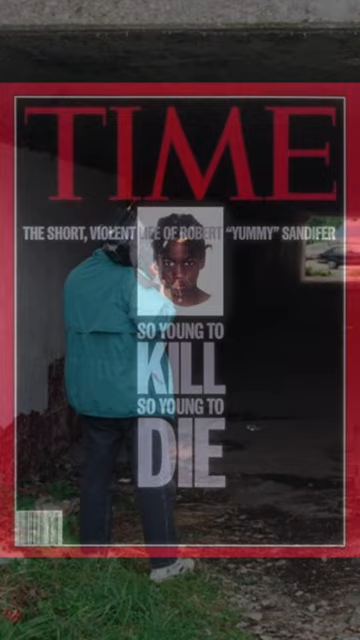 TIME
THE SHORT, VIOLENT LIFE OF ROBERT “YUMMY” SANDIFER
SO YOUNG TO
KILL
SO YOUNG TO
DIE